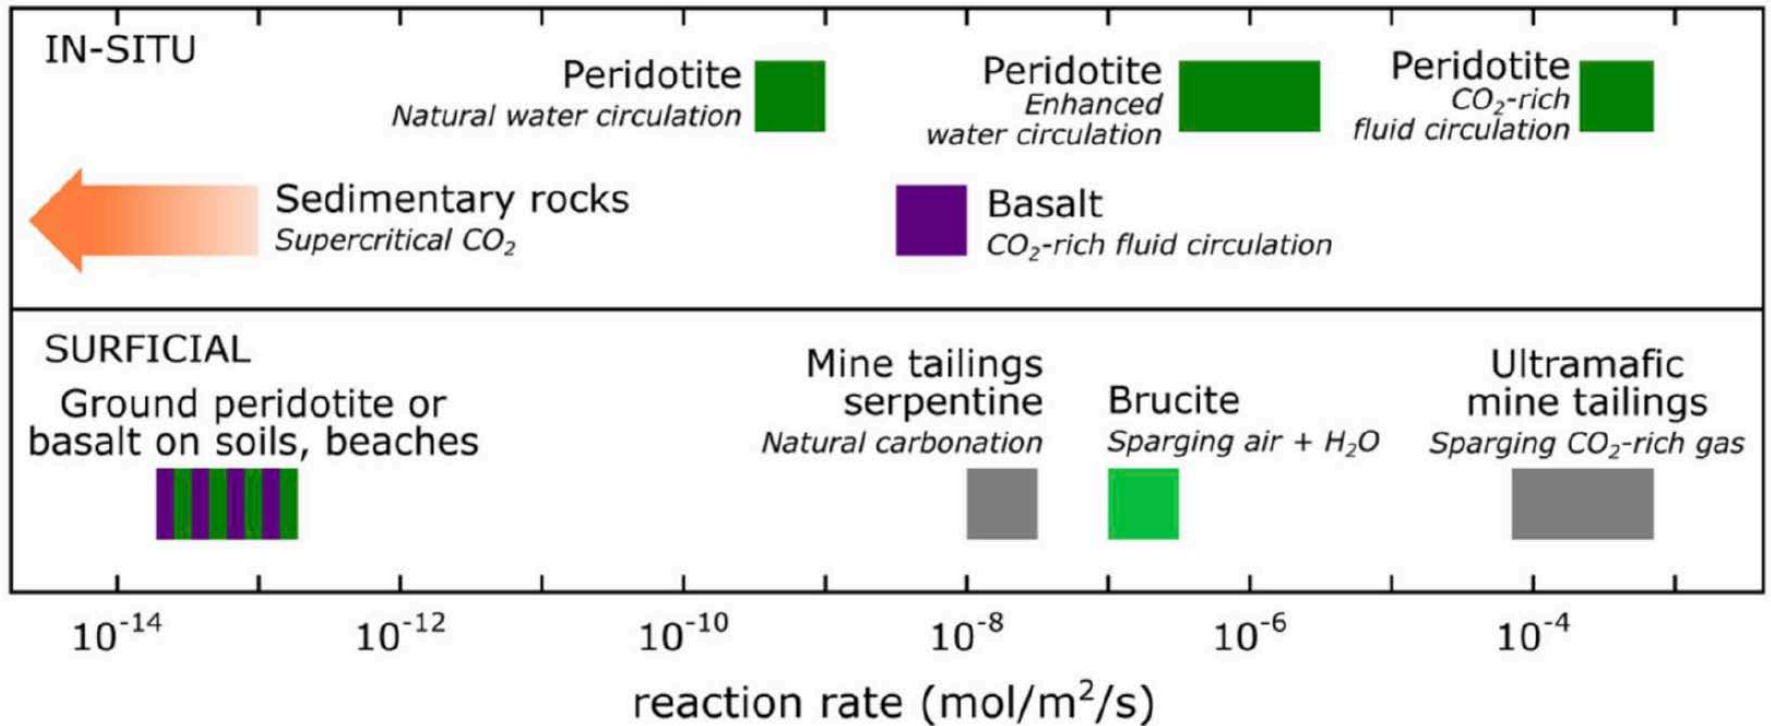 IN-SITU
Peridotite
Natural water circulation
Peridotite
Enhanced
water circulation
Peridotite
CO₂-rich
fluid circulation
Sedimentary rocks
Supercritical CO₂
Basalt
CO₂-rich fluid circulation
SURFICIAL
Ground peridotite or
basalt on soils, beaches
Mine tailings
serpentine
Natural carbonation
Brucite
Sparging air + H₂O
Ultramafic
mine tailings
Sparging CO₂-rich gas
10⁻¹⁴ 10⁻¹² 10⁻¹⁰ 10⁻⁸ 10⁻⁶ 10⁻⁴
reaction rate (mol/m²/s)